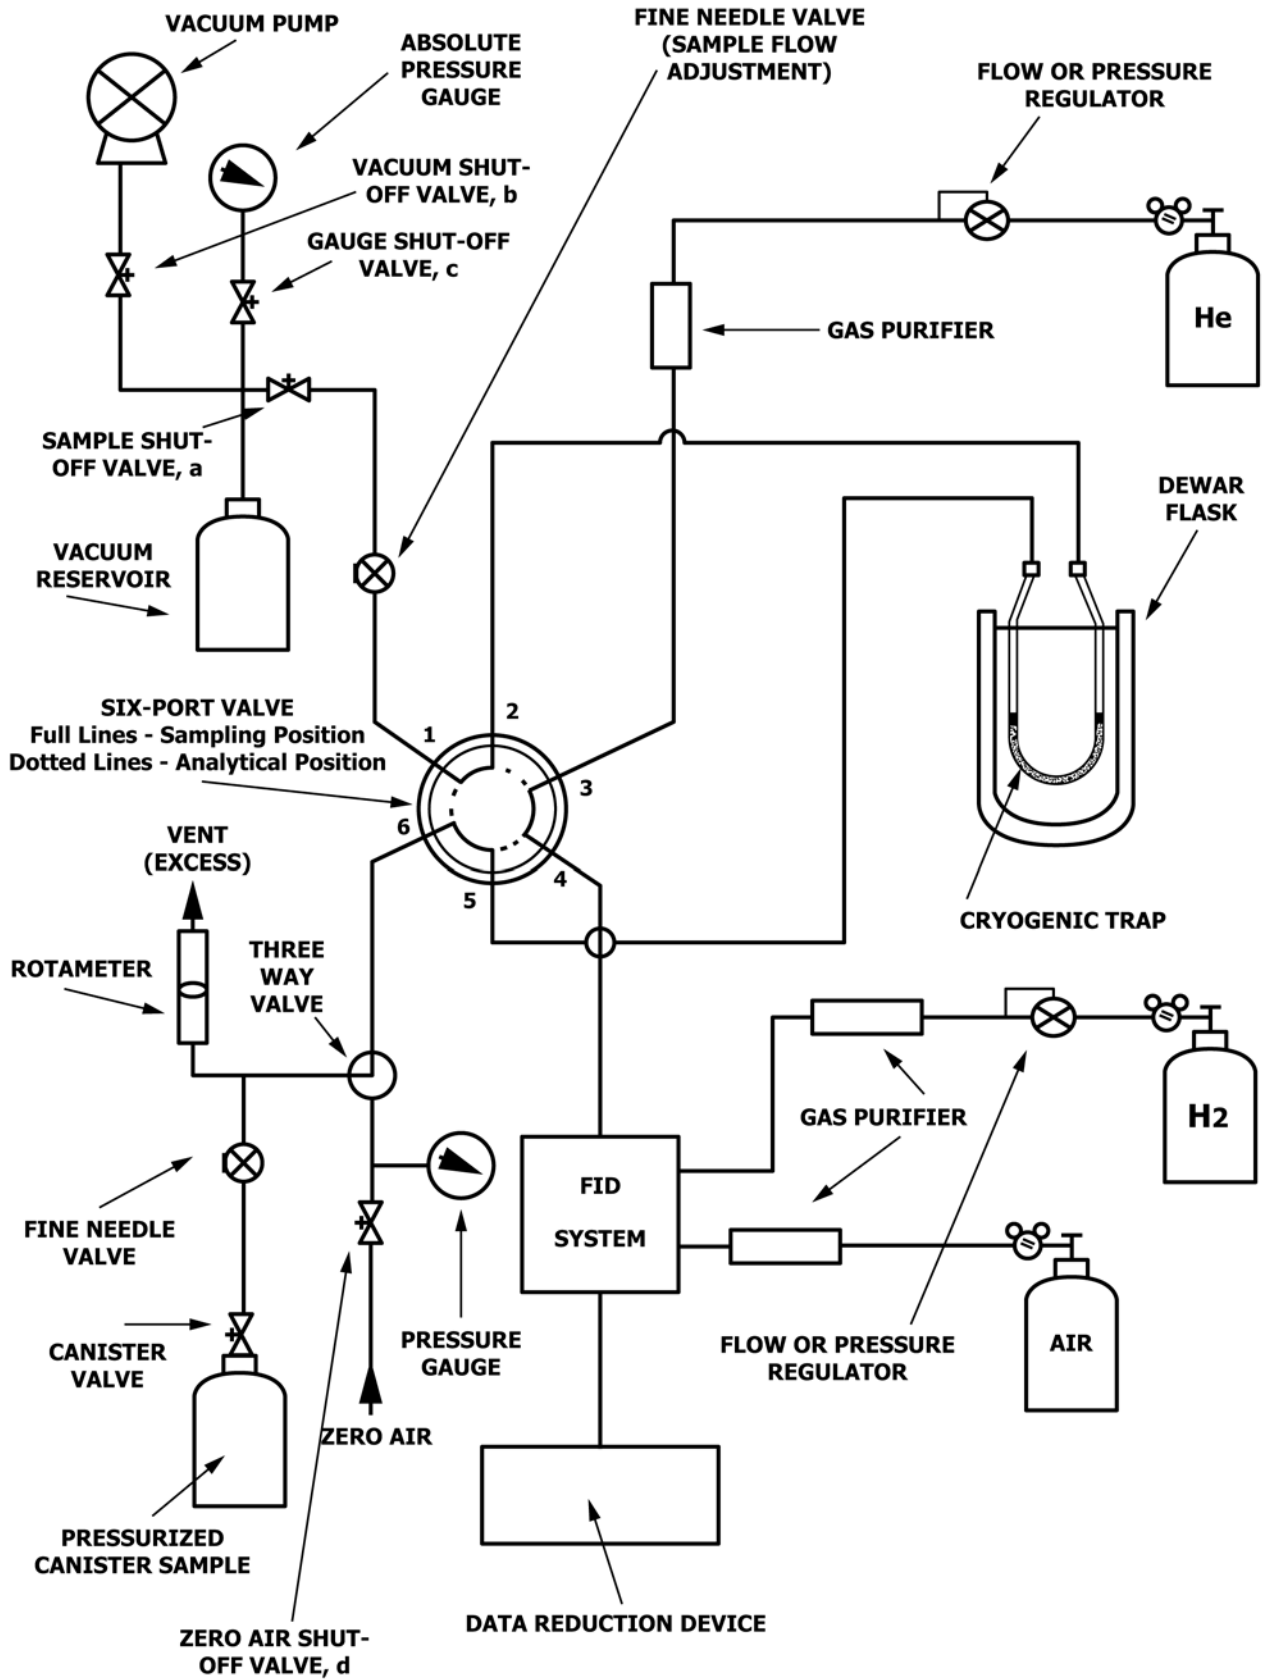 VACUUM PUMP
ABSOLUTE
PRESSURE
GAUGE
FINE NEEDLE VALVE
(SAMPLE FLOW
ADJUSTMENT)
FLOW OR PRESSURE
REGULATOR
VACUUM SHUT-
OFF VALVE, b
GAUGE SHUT-OFF
VALVE, c
He
GAS PURIFIER
SAMPLE SHUT-
OFF VALVE, a
DEWAR
FLASK
VACUUM
RESERVOIR
SIX-PORT VALVE
Full Lines - Sampling Position
Dotted Lines - Analytical Position
1
2
3
4
5
6
VENT
(EXCESS)
CRYOGENIC TRAP
ROTAMETER
THREE
WAY
VALVE
H2
GAS PURIFIER
FID
SYSTEM
FINE NEEDLE
VALVE
CANISTER
VALVE
PRESSURE
GAUGE
FLOW OR PRESSURE
REGULATOR
AIR
ZERO AIR
PRESSURIZED
CANISTER SAMPLE
DATA REDUCTION DEVICE
ZERO AIR SHUT-
OFF VALVE, d